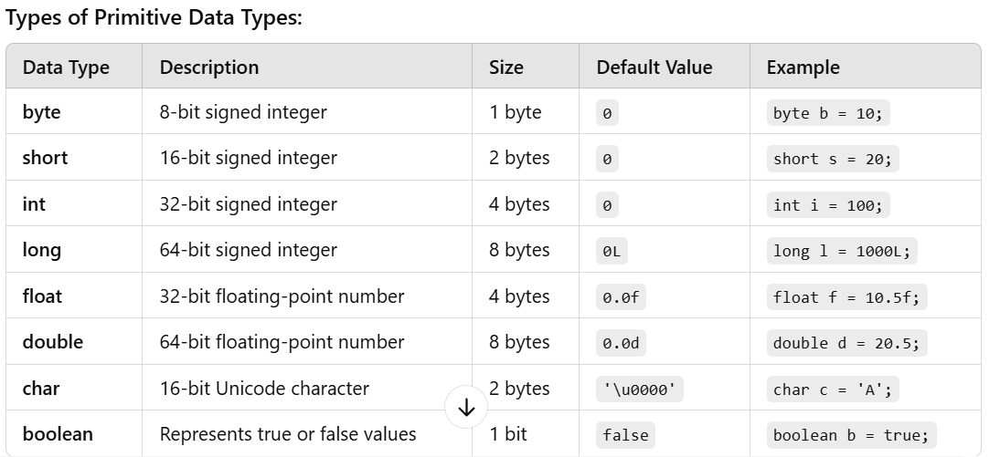 Types of Primitive Data Types:
Data Type Description Size Default Value Example
byte 8-bit signed integer 1 byte 0 byte b = 10;
short 16-bit signed integer 2 bytes 0 short s = 20;
int 32-bit signed integer 4 bytes 0 int i = 100;
long 64-bit signed integer 8 bytes 0L long l = 1000L;
float 32-bit floating-point number 4 bytes 0.0f float f = 10.5f;
double 64-bit floating-point number 8 bytes 0.0d double d = 20.5;
char 16-bit Unicode character 2 bytes '\u0000' char c = 'A';
boolean Represents true or false values 1 bit false boolean b = true;